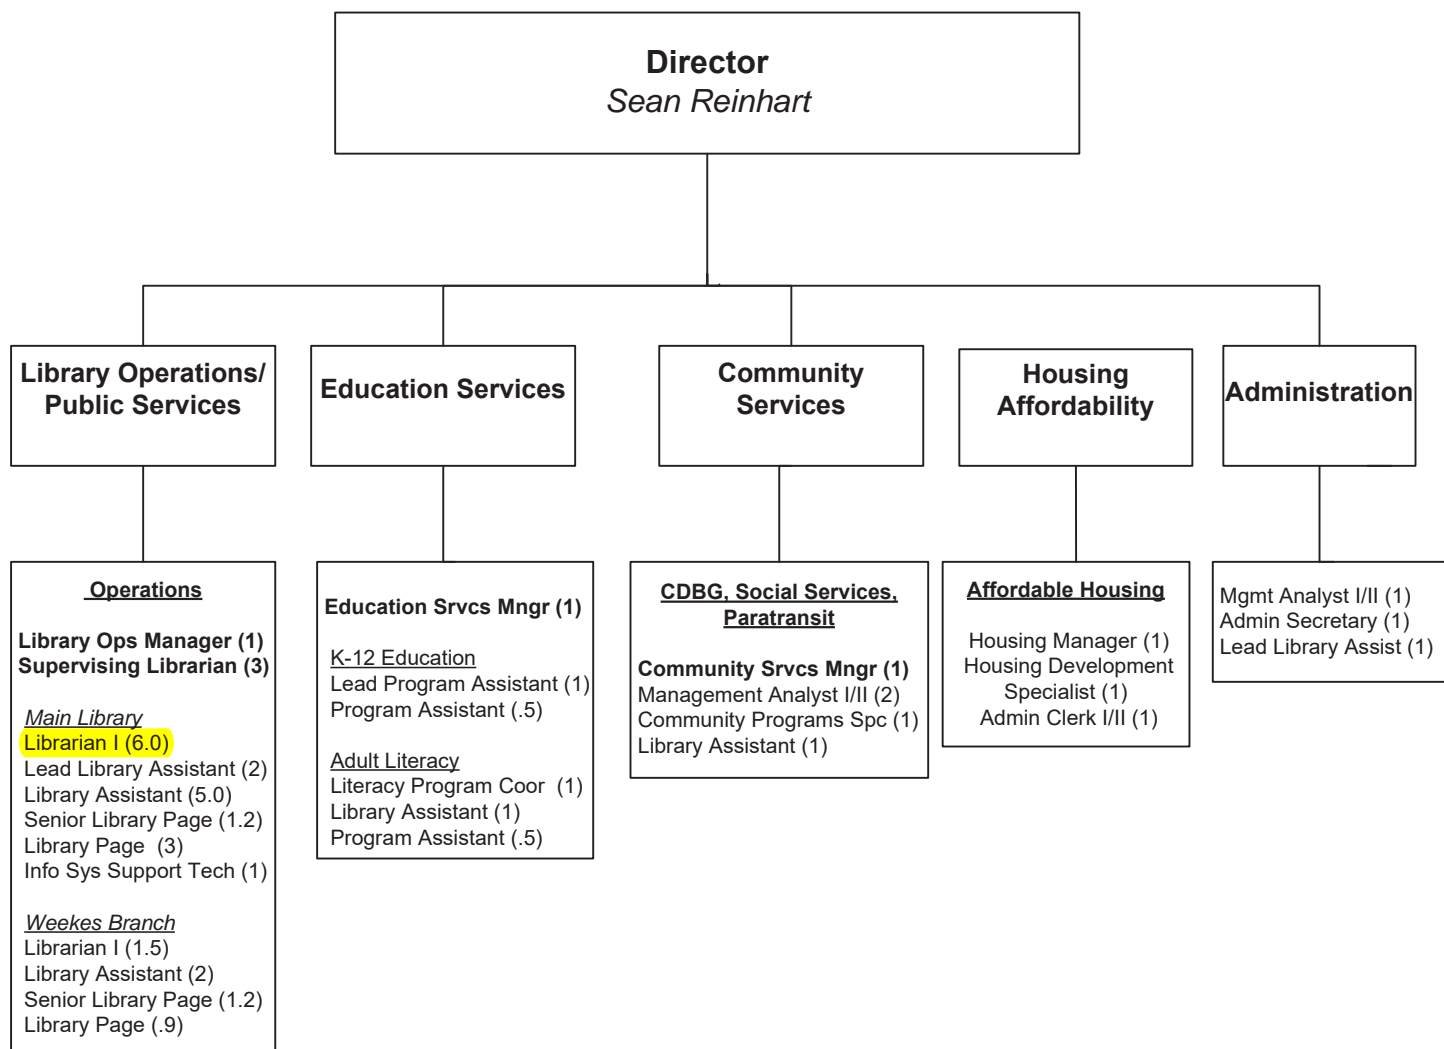 Director
Sean Reinhart
Library Operations/
Public Services
Education Services
Community
Services
Housing
Affordability
Administration
Operations
Library Ops Manager (1)
Supervising Librarian (3)
Main Library
Librarian I (6.0)
Lead Library Assistant (2)
Library Assistant (5.0)
Senior Library Page (1.2)
Library Page (3)
Info Sys Support Tech (1)
Weekes Branch
Librarian I (1.5)
Library Assistant (2)
Senior Library Page (1.2)
Library Page (.9)
Education Srvcs Mngr (1)
K-12 Education
Lead Program Assistant (1)
Program Assistant (.5)
Adult Literacy
Literacy Program Coor (1)
Library Assistant (1)
Program Assistant (.5)
CDBG, Social Services,
Paratransit
Community Srvcs Mngr (1)
Management Analyst I/II (2)
Community Programs Spc (1)
Library Assistant (1)
Affordable Housing
Housing Manager (1)
Housing Development
Specialist (1)
Admin Clerk I/II (1)
Mgmt Analyst I/II (1)
Admin Secretary (1)
Lead Library Assist (1)